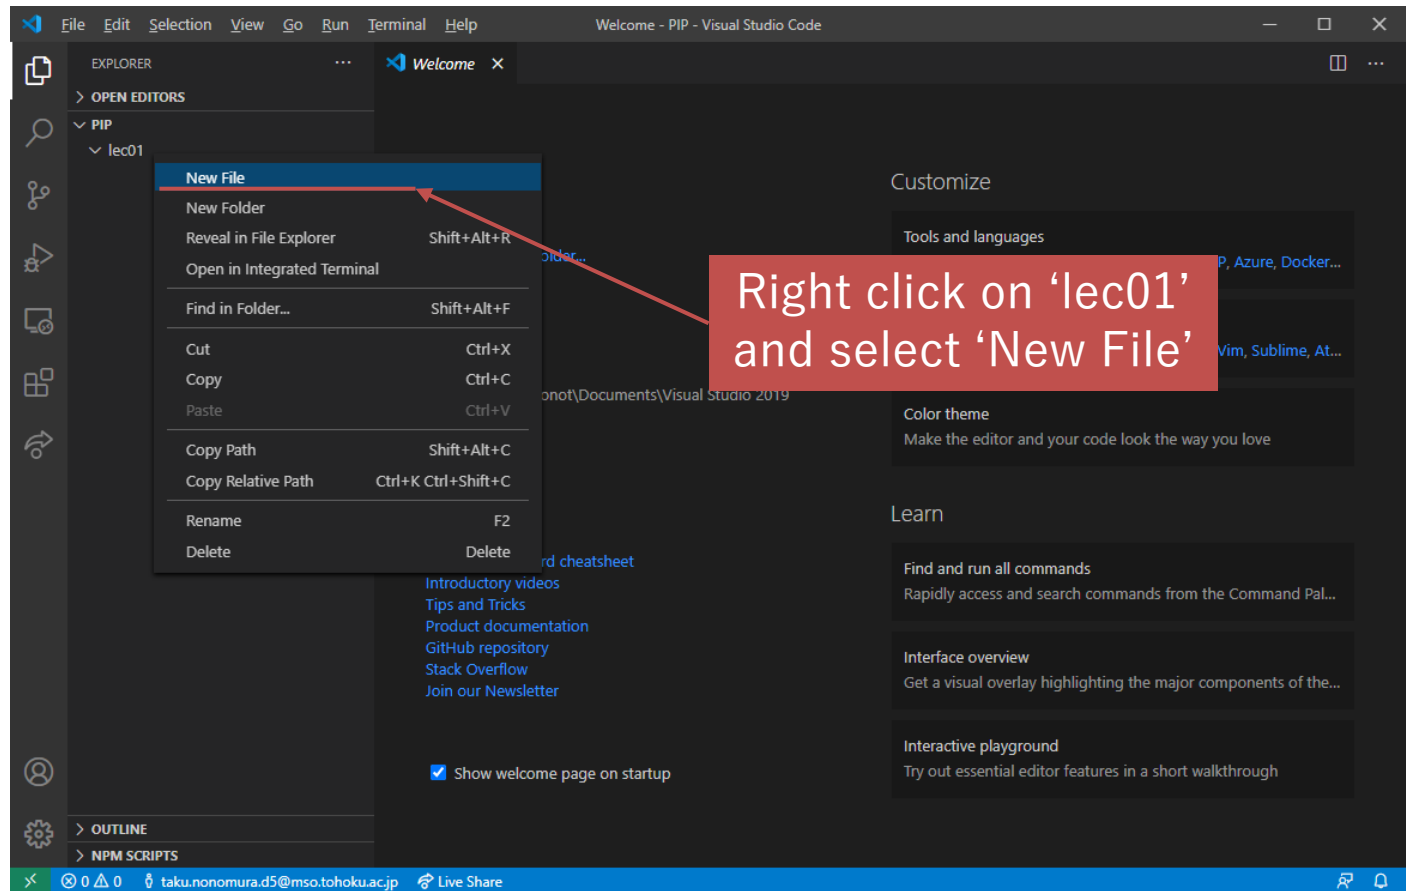 File Edit Selection View Go Run Terminal Help Welcome - PIP - Visual Studio Code
EXPLORER
Welcome
OPEN EDITORS
PIP
lec01
New File
New Folder
Reveal in File Explorer Shift+Alt+R
Open in Integrated Terminal
Find in Folder... Shift+Alt+F
Cut Ctrl+X
Copy Ctrl+C
Paste Ctrl+V
Copy Path Shift+Alt+C
Copy Relative Path Ctrl+K Ctrl+Shift+C
Rename F2
Delete Delete
Right click on ‘lec01’
and select ‘New File’
onot\Documents\Visual Studio 2019
cheatsheet
Introductory videos
Tips and Tricks
Product documentation
GitHub repository
Stack Overflow
Join our Newsletter
Show welcome page on startup
Customize
Tools and languages
P, Azure, Docker...
Vim, Sublime, At...
Color theme
Make the editor and your code look the way you love
Learn
Find and run all commands
Rapidly access and search commands from the Command Pal...
Interface overview
Get a visual overlay highlighting the major components of the...
Interactive playground
Try out essential editor features in a short walkthrough
OUTLINE
NPM SCRIPTS
0 0 taku.nonomura.d5@mso.tohoku.ac.jp Live Share